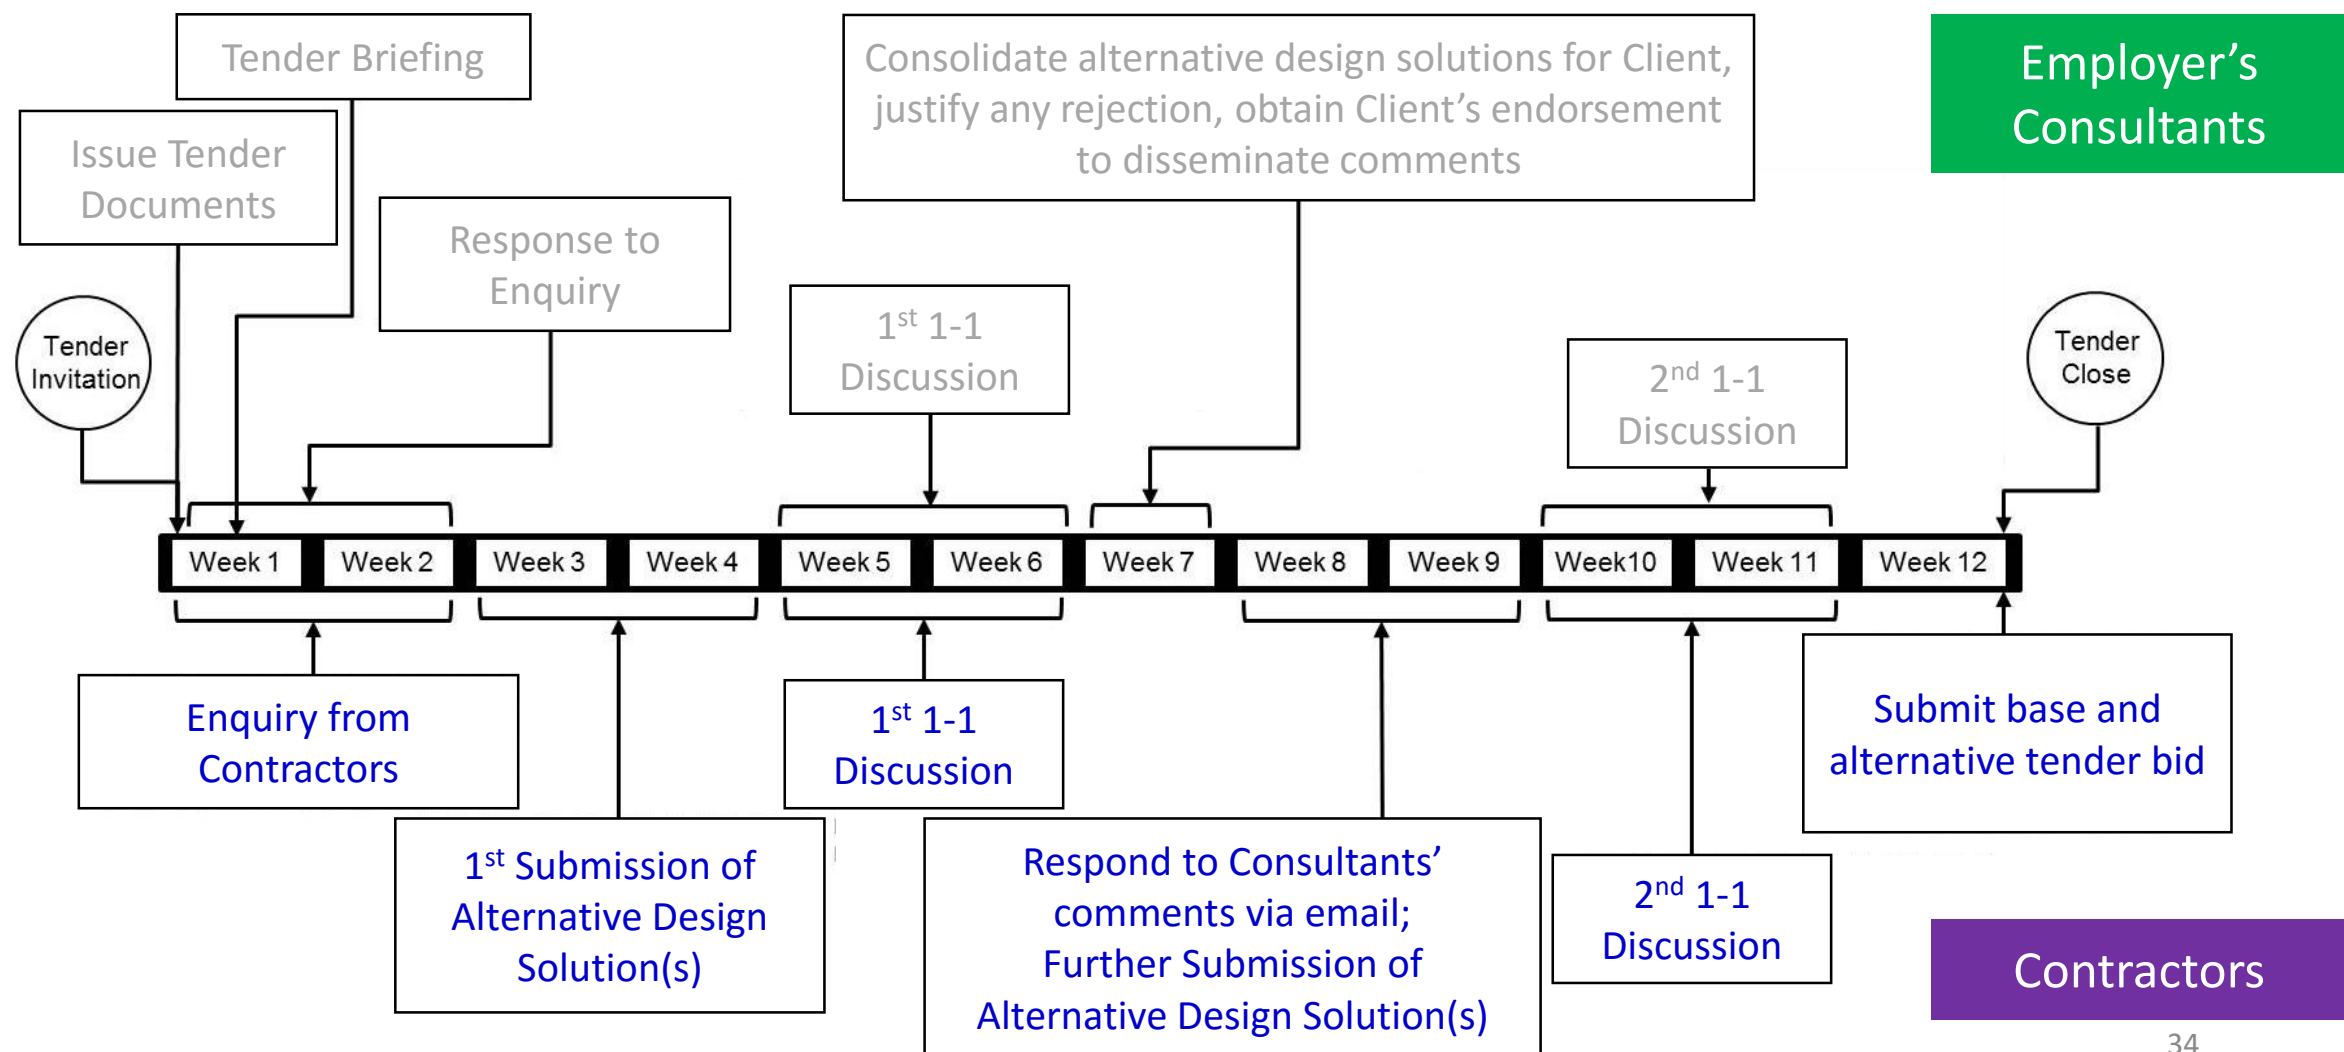 Tender Briefing
Issue Tender
Documents
Response to
Enquiry
Consolidate alternative design solutions for Client,
justify any rejection, obtain Client’s endorsement
to disseminate comments
Employer’s
Consultants
Tender
Invitation
1st 1-1
Discussion
2nd 1-1
Discussion
Tender
Close
Week 1
Week 2
Week 3
Week 4
Week 5
Week 6
Week 7
Week 8
Week 9
Week10
Week 11
Week 12
Enquiry from
Contractors
1st Submission of
Alternative Design
Solution(s)
1st 1-1
Discussion
Respond to Consultants’
comments via email;
Further Submission of
Alternative Design Solution(s)
2nd 1-1
Discussion
Submit base and
alternative tender bid
Contractors
34